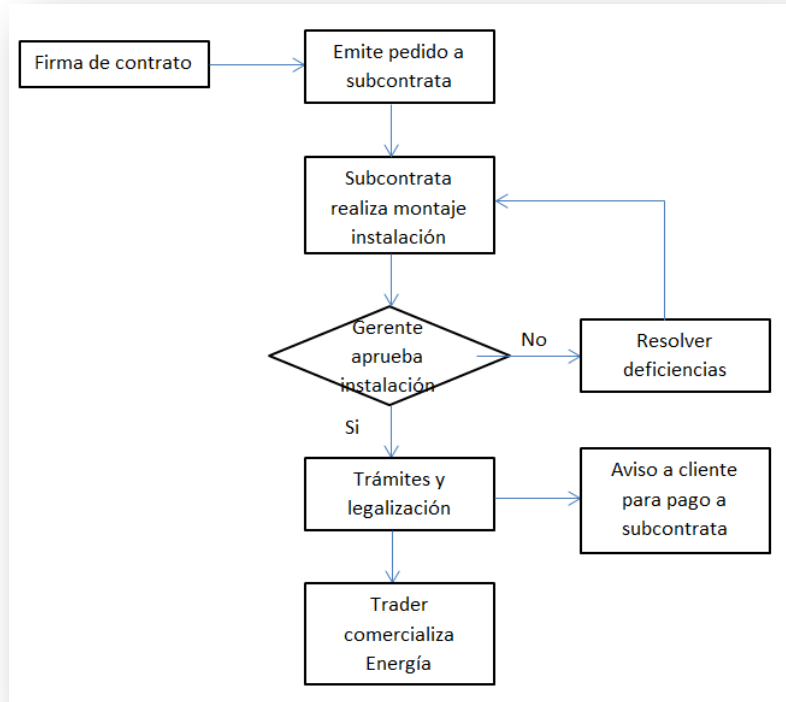 Firma de contrato
Emite pedido a
subcontrata
Subcontrata
realiza montaje
instalación
Gerente
aprueba
instalación
No
Resolver
deficiencias
Si
Trámites y
legalización
Aviso a cliente
para pago a
subcontrata
Trader
comercializa
Energía